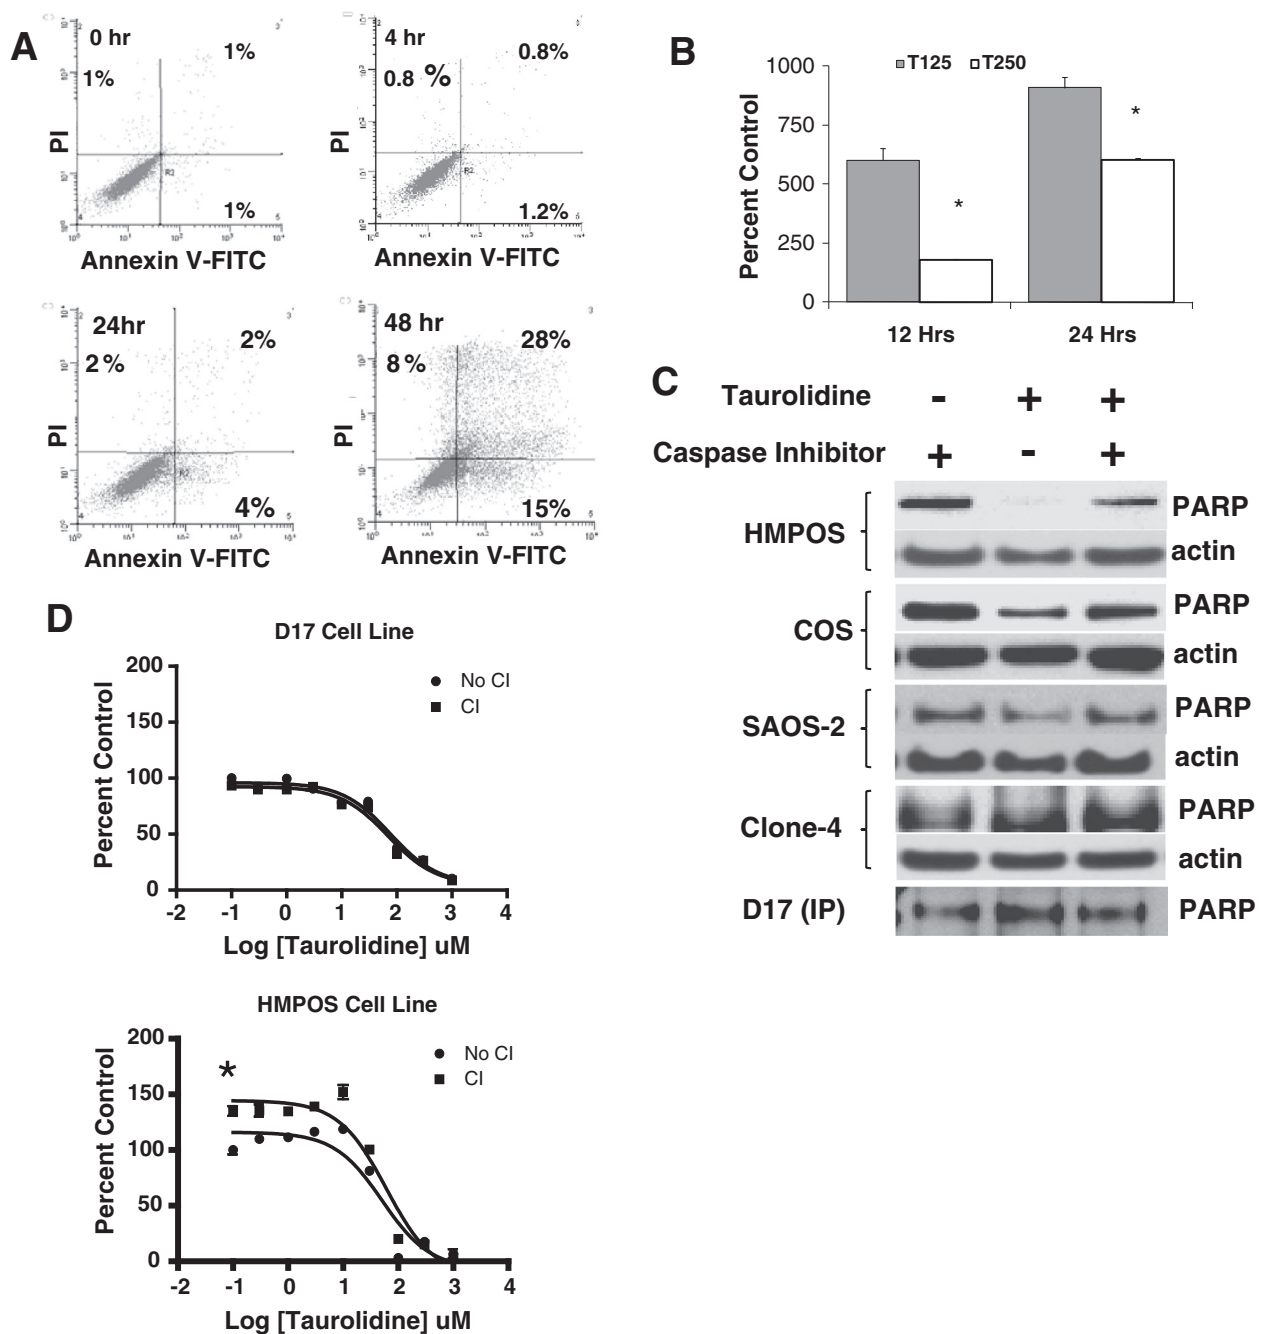 A
0 hr
1%
1%
1%
PI
R2
Annexin V-FITC
4 hr
0.8%
0.8 %
1.2%
PI
R2
Annexin V-FITC
24hr
2%
2%
4%
PI
R2
Annexin V-FITC
48 hr
28%
8%
15%
PI
Annexin V-FITC
B
T125 T250
Percent Control
1000
750
500
250
0
*
*
12 Hrs 24 Hrs
C
Taurolidine - + +
Caspase Inhibitor + - +
HMPOS
PARP
actin
COS
PARP
actin
SAOS-2
PARP
actin
Clone-4
PARP
actin
D17 (IP)
PARP
D
D17 Cell Line
No CI
CI
Percent Control
200
150
100
50
0
-2 -1 0 1 2 3 4
Log [Taurolidine] uM
HMPOS Cell Line
No CI
CI
*
Percent Control
200
150
100
50
0
-2 -1 0 1 2 3 4
Log [Taurolidine] uM